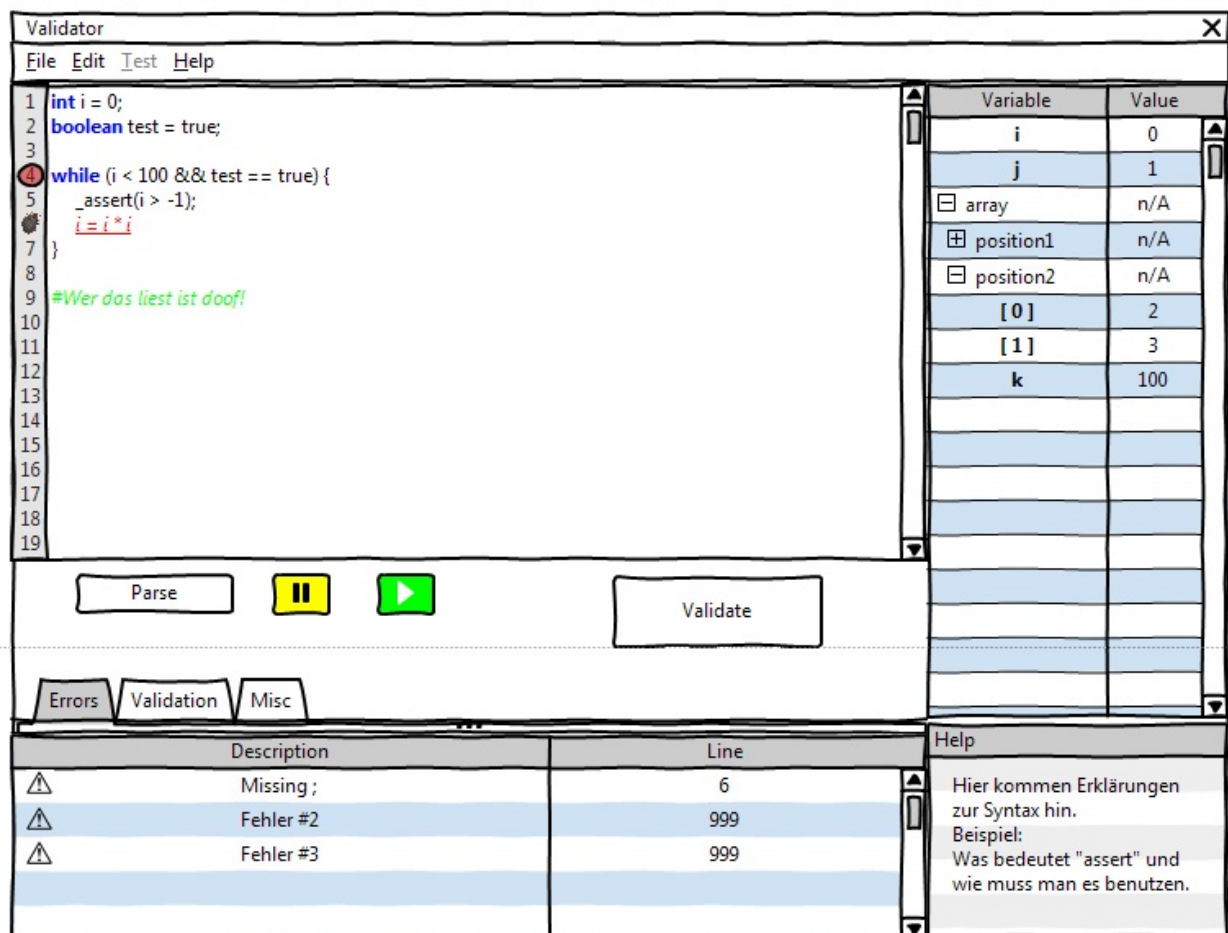 Validator
File Edit Test Help
1 int i = 0;
2 boolean test = true;
3
4 while (i < 100 && test == true) {
5 _assert(i > -1);
i = i * i
7 }
8
9 #Wer das liest ist doof!
10
11
12
13
14
15
16
17
18
19
Variable Value
i 0
j 1
array n/A
position1 n/A
position2 n/A
[ 0 ] 2
[ 1 ] 3
k 100
Parse
Validate
Errors Validation Misc
Description Line
Missing ; 6
Fehler #2 999
Fehler #3 999
Help
Hier kommen Erklärungen
zur Syntax hin.
Beispiel:
Was bedeutet "assert" und
wie muss man es benutzen.